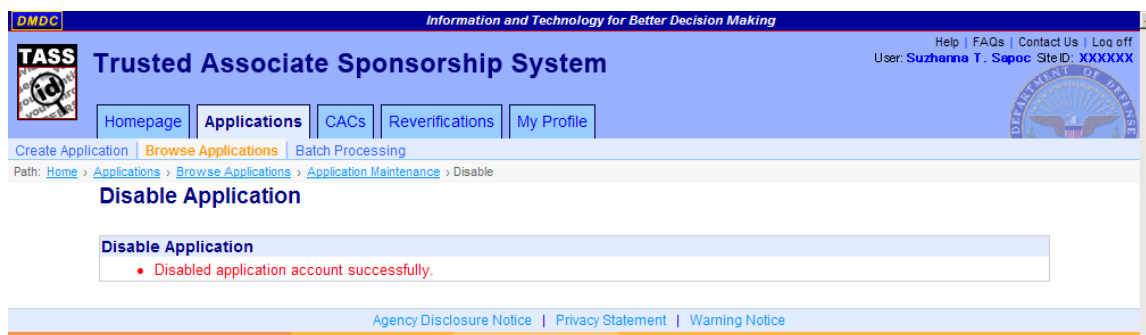 DMDC
Information and Technology for Better Decision Making
Help | FAQs | Contact Us | Log off
User: Suzhanna T. Sapoc Site ID: XXXXXX
TASS
id
Trusted Associate Sponsorship System
Homepage Applications CACs Reverifications My Profile
Create Application | Browse Applications | Batch Processing
Path: Home › Applications › Browse Applications › Application Maintenance › Disable
Disable Application
Disable Application
• Disabled application account successfully.
Agency Disclosure Notice | Privacy Statement | Warning Notice